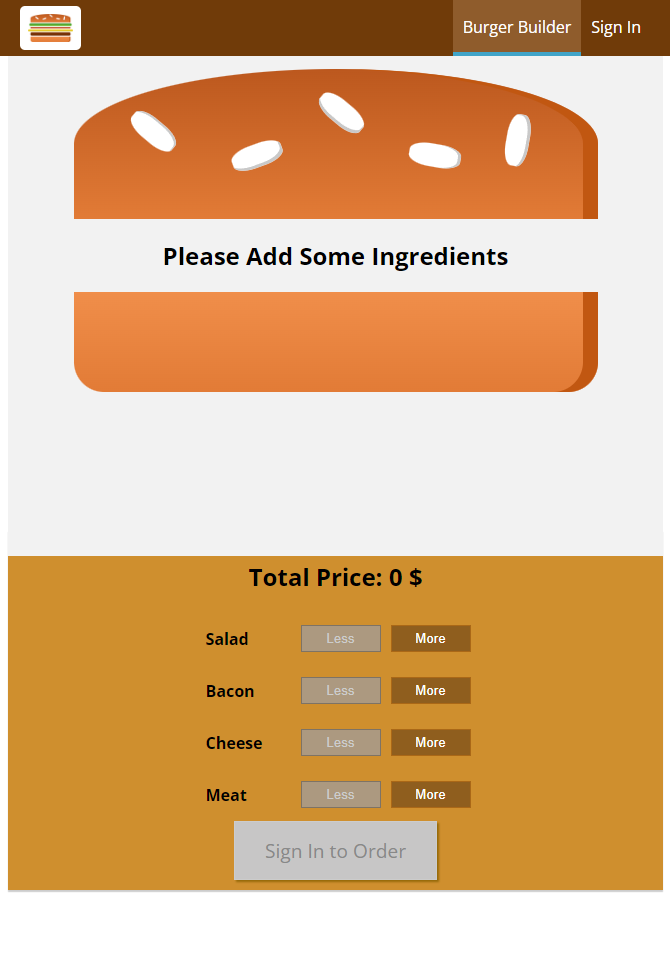 Burger Builder Sign In
Please Add Some Ingredients
Total Price: 0 $
Salad Less More
Bacon Less More
Cheese Less More
Meat Less More
Sign In to Order